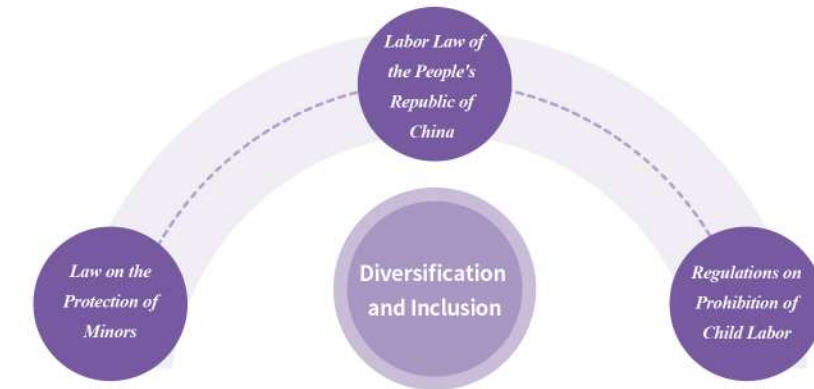 Labor Law of
the People's
Republic of
China
Law on the
Protection of
Minors
Diversification
and Inclusion
Regulations on
Prohibition of
Child Labor